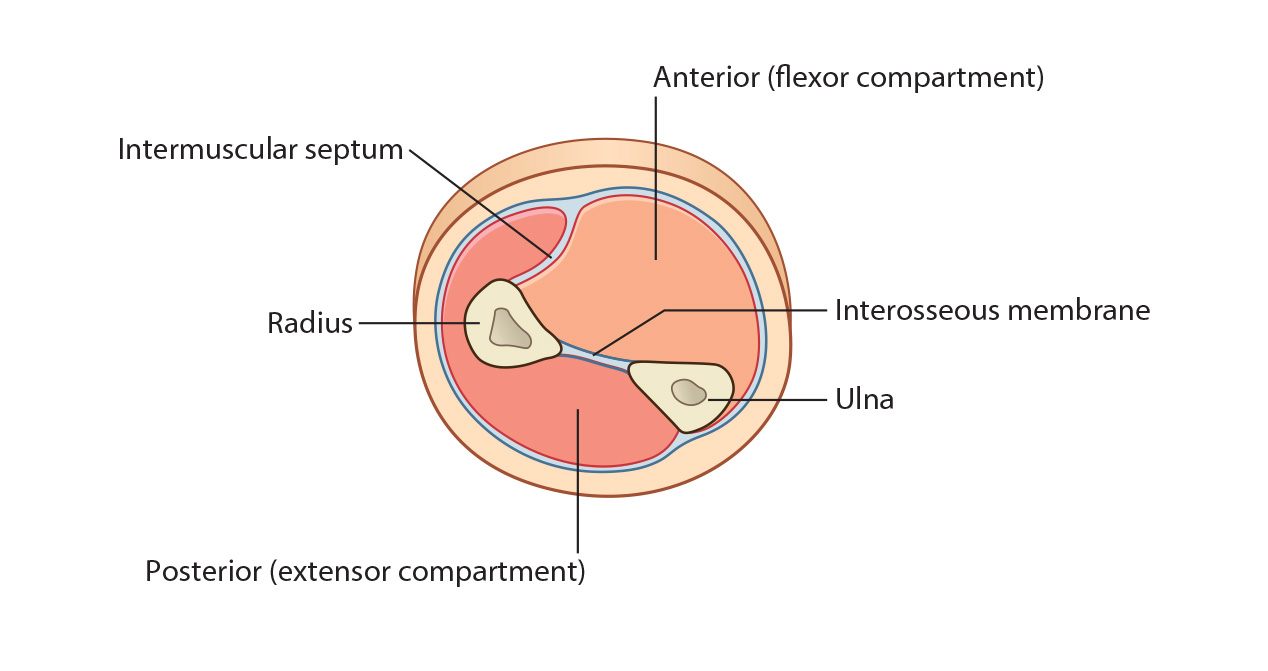 Anterior (flexor compartment)
Intermuscular septum
Interosseous membrane
Radius
Ulna
Posterior (extensor compartment)